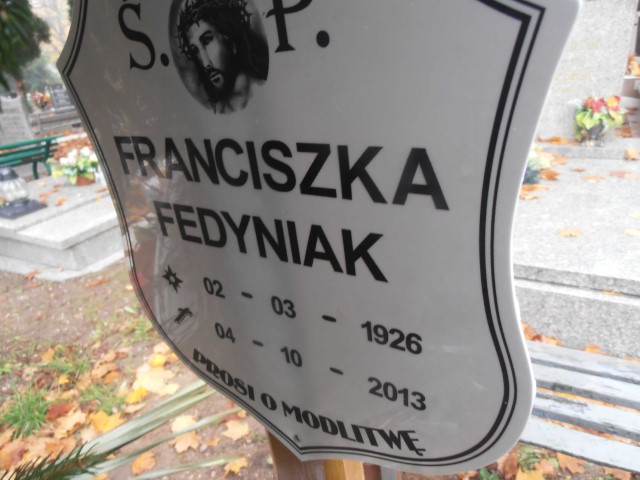 Ś. P.
FRANCISZKA
FEDYNIAK
02 - 03 - 1926
04 - 10 - 2013
PROSI O MODLITWĘ